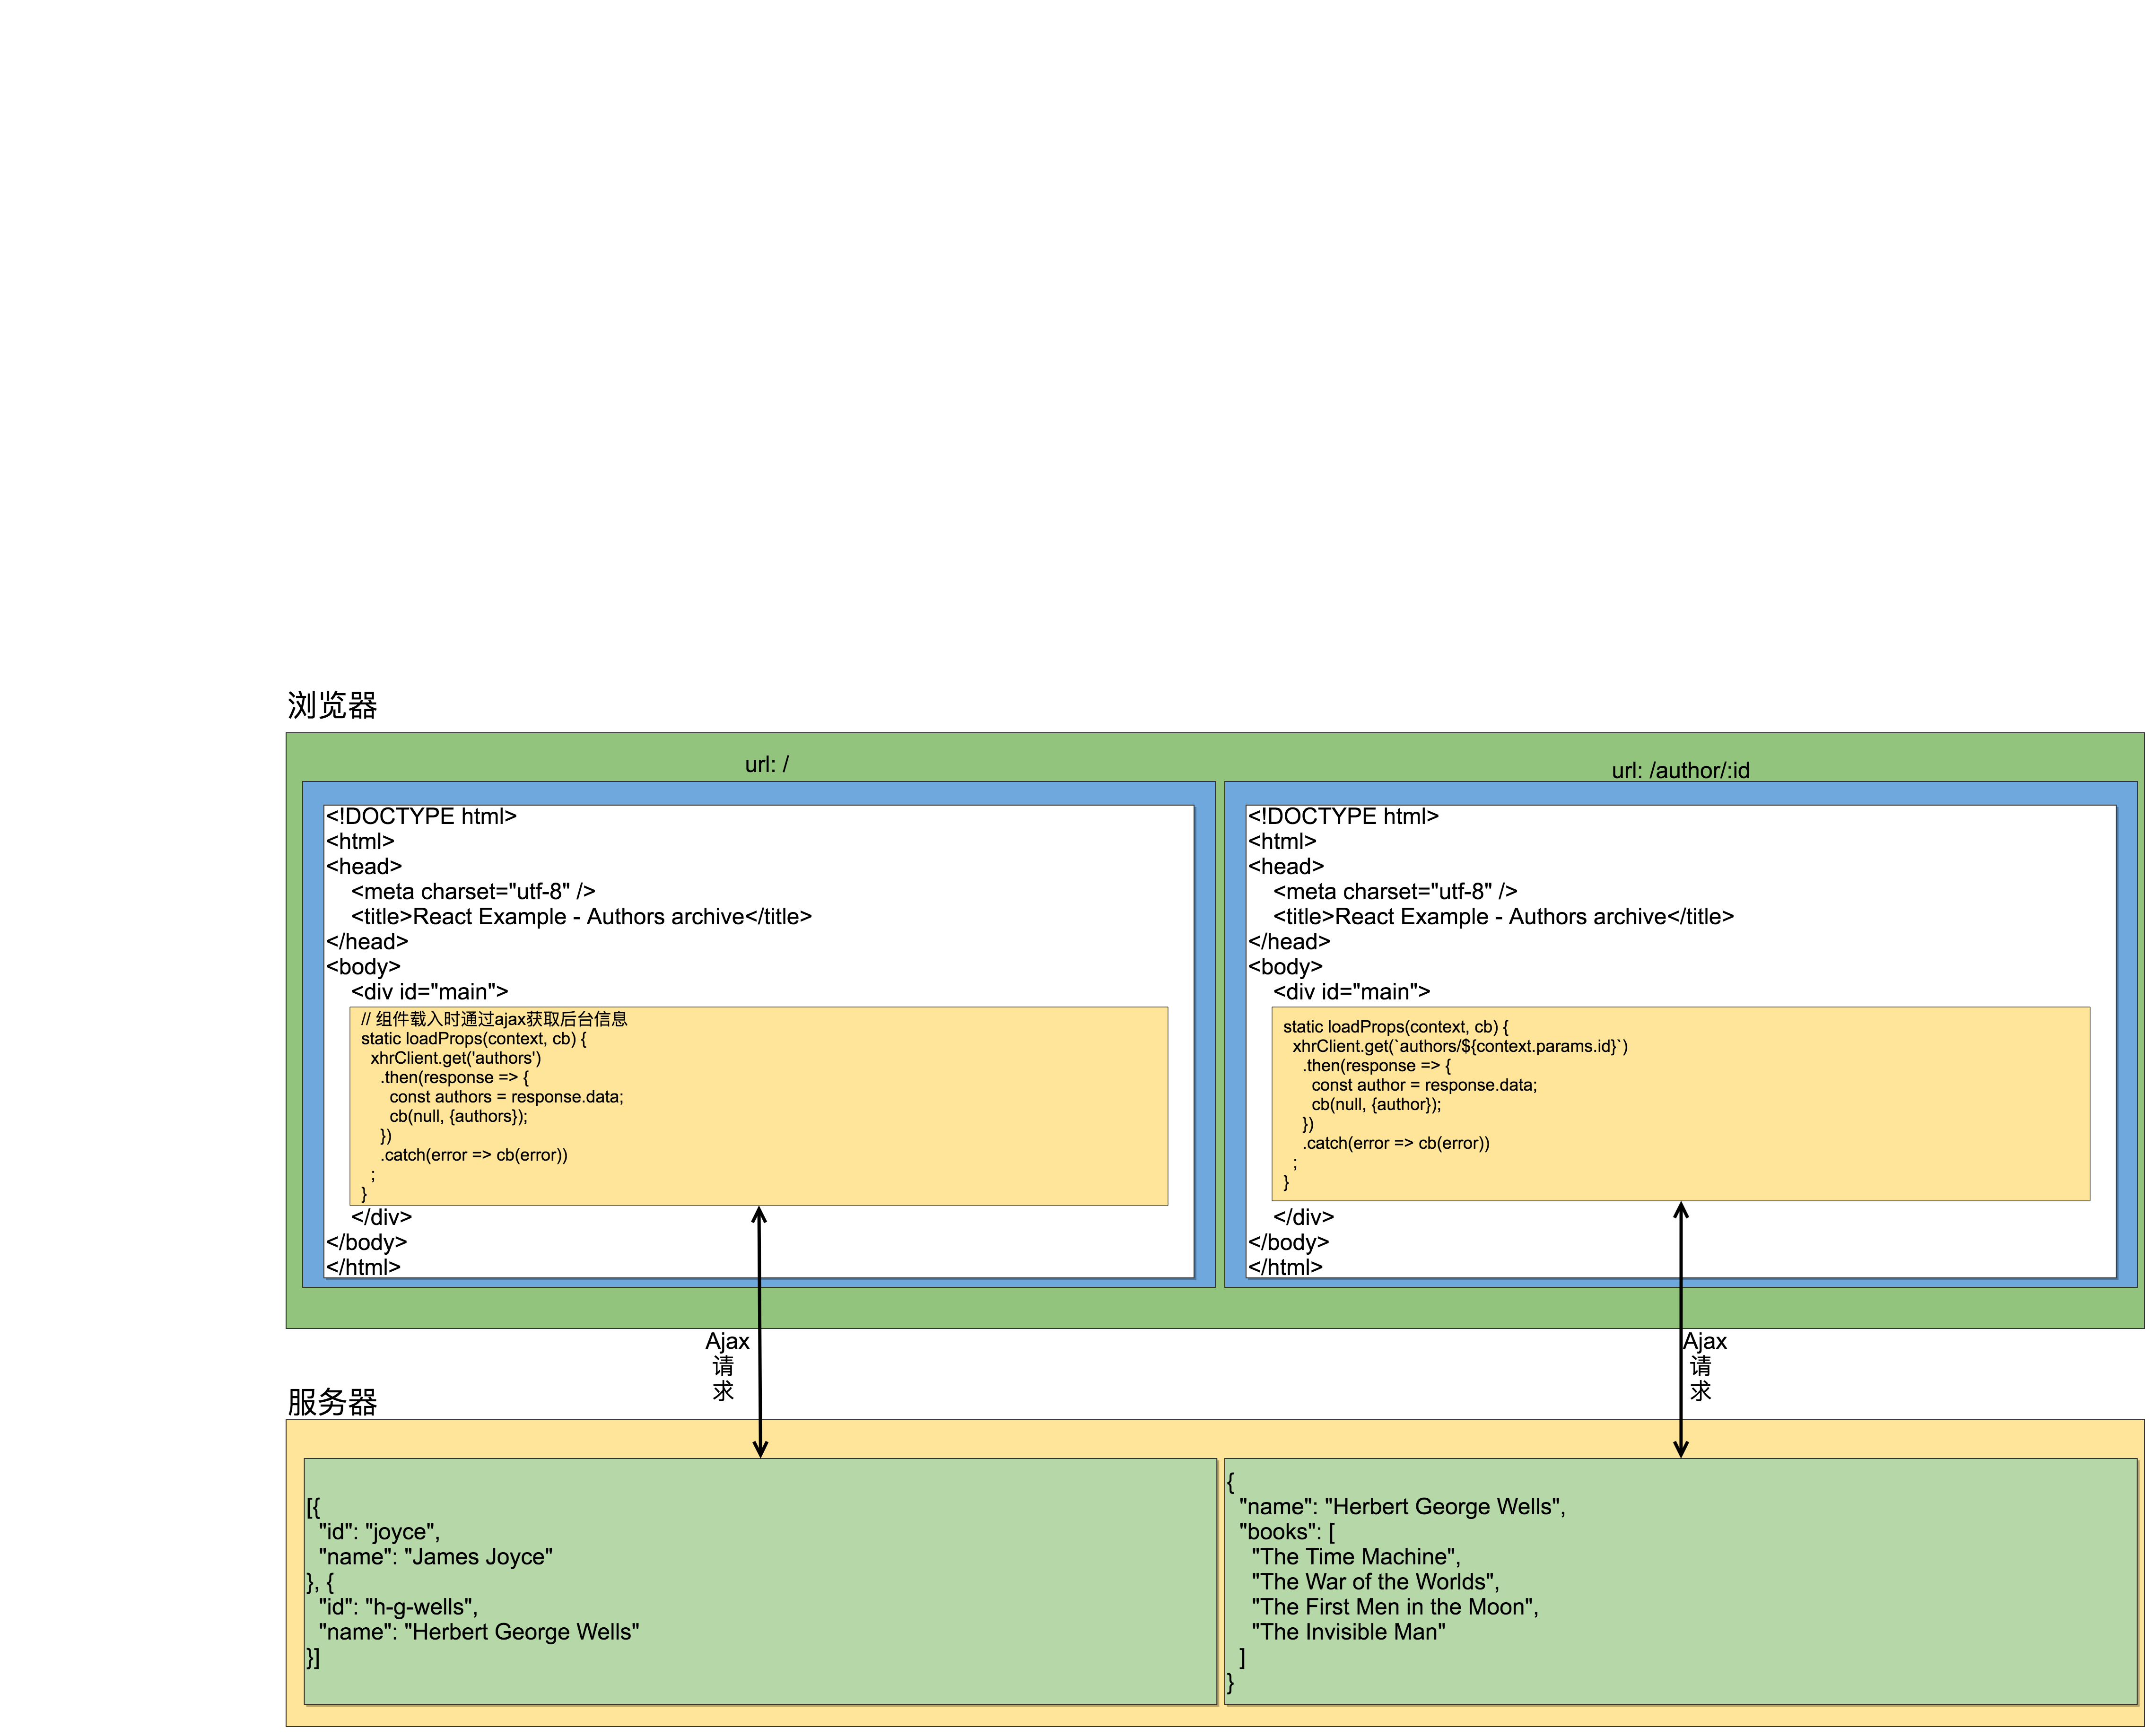 浏览器
url: /
<!DOCTYPE html>
<html>
<head>
    <meta charset="utf-8" />
    <title>React Example - Authors archive</title>
</head>
<body>
    <div id="main">
// 组件载入时通过ajax获取后台信息
static loadProps(context, cb) {
  xhrClient.get('authors')
    .then(response => {
      const authors = response.data;
      cb(null, {authors});
    })
    .catch(error => cb(error))
  ;
}
    </div>
</body>
</html>
url: /author/:id
<!DOCTYPE html>
<html>
<head>
    <meta charset="utf-8" />
    <title>React Example - Authors archive</title>
</head>
<body>
    <div id="main">
static loadProps(context, cb) {
  xhrClient.get(`authors/${context.params.id}`)
    .then(response => {
      const author = response.data;
      cb(null, {author});
    })
    .catch(error => cb(error))
  ;
}
    </div>
</body>
</html>
Ajax
请
求
Ajax
请
求
服务器
[{
  "id": "joyce",
  "name": "James Joyce"
}, {
  "id": "h-g-wells",
  "name": "Herbert George Wells"
}]
{
  "name": "Herbert George Wells",
  "books": [
    "The Time Machine",
    "The War of the Worlds",
    "The First Men in the Moon",
    "The Invisible Man"
  ]
}